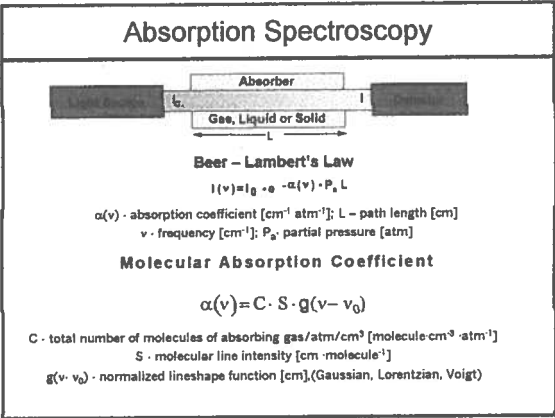 Absorption Spectroscopy
Absorber
I₀ I
Gas, Liquid or Solid
L
Beer – Lambert's Law
I(ν)=I₀ •e -α(ν)·Pₐ L
α(ν) - absorption coefficient [cm⁻¹ atm⁻¹]; L – path length [cm]
ν - frequency [cm⁻¹]; Pₐ- partial pressure [atm]
Molecular Absorption Coefficient
α(ν)=C· S·g(ν– ν₀)
C - total number of molecules of absorbing gas/atm/cm³ [molecule·cm⁻³ ·atm⁻¹]
S - molecular line intensity [cm ·molecule⁻¹]
g(ν- ν₀) - normalized lineshape function [cm],(Gaussian, Lorentzian, Voigt)